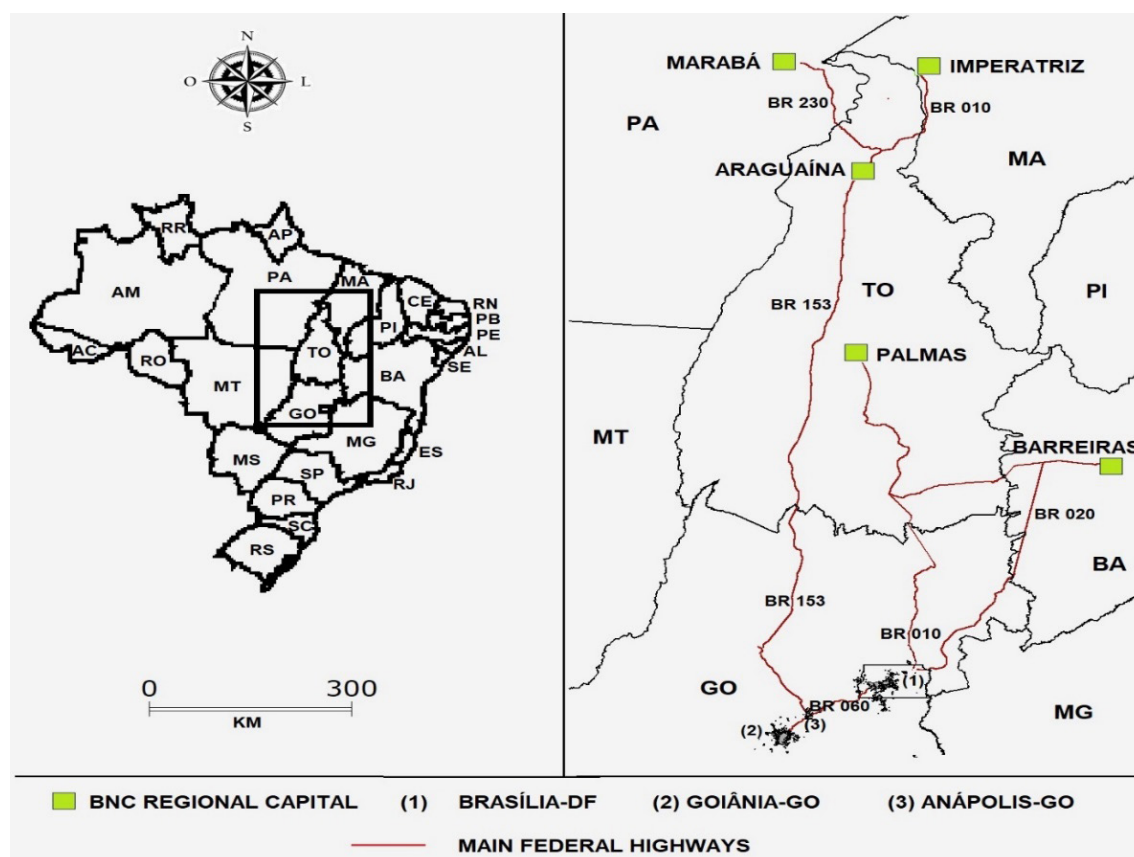 N
O
L
S
RR
AP
AM
PA
MA
CE
RN
PB
PE
AL
SE
PI
AC
RO
TO
BA
MT
GO
MG
ES
MS
SP
RJ
PR
SC
RS
0 300
KM
MARABÁ
IMPERATRIZ
BR 230
BR 010
PA
MA
ARAGUAÍNA
TO
PI
BR 153
PALMAS
MT
BARREIRAS
BR 020
BA
BR 153
BR 010
GO
(1)
BR 060
MG
(2)
(3)
BNC REGIONAL CAPITAL (1) BRASÍLIA-DF (2) GOIÂNIA-GO (3) ANÁPOLIS-GO
MAIN FEDERAL HIGHWAYS